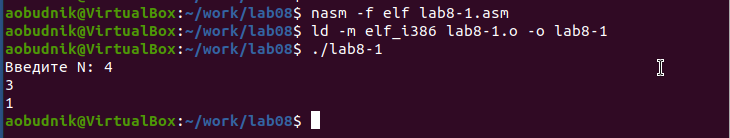 aobudnik@VirtualBox:~/work/lab08$ nasm -f elf lab8-1.asm
aobudnik@VirtualBox:~/work/lab08$ ld -m elf_i386 lab8-1.o -o lab8-1
aobudnik@VirtualBox:~/work/lab08$ ./lab8-1
Введите N: 4
3
1
aobudnik@VirtualBox:~/work/lab08$